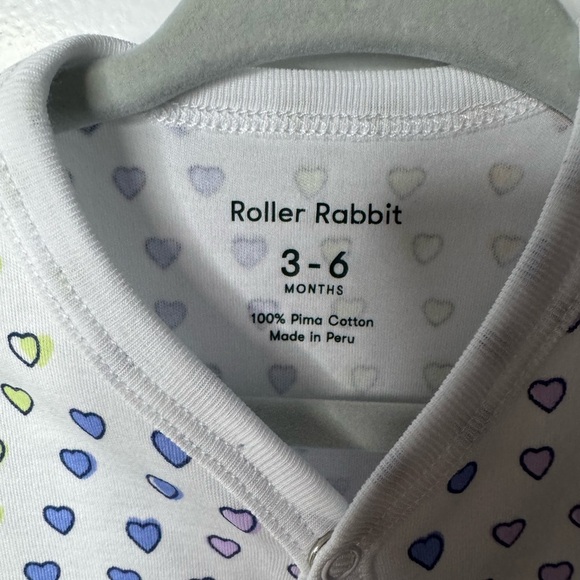 Roller Rabbit
3-6
MONTHS
100% Pima Cotton
Made in Peru